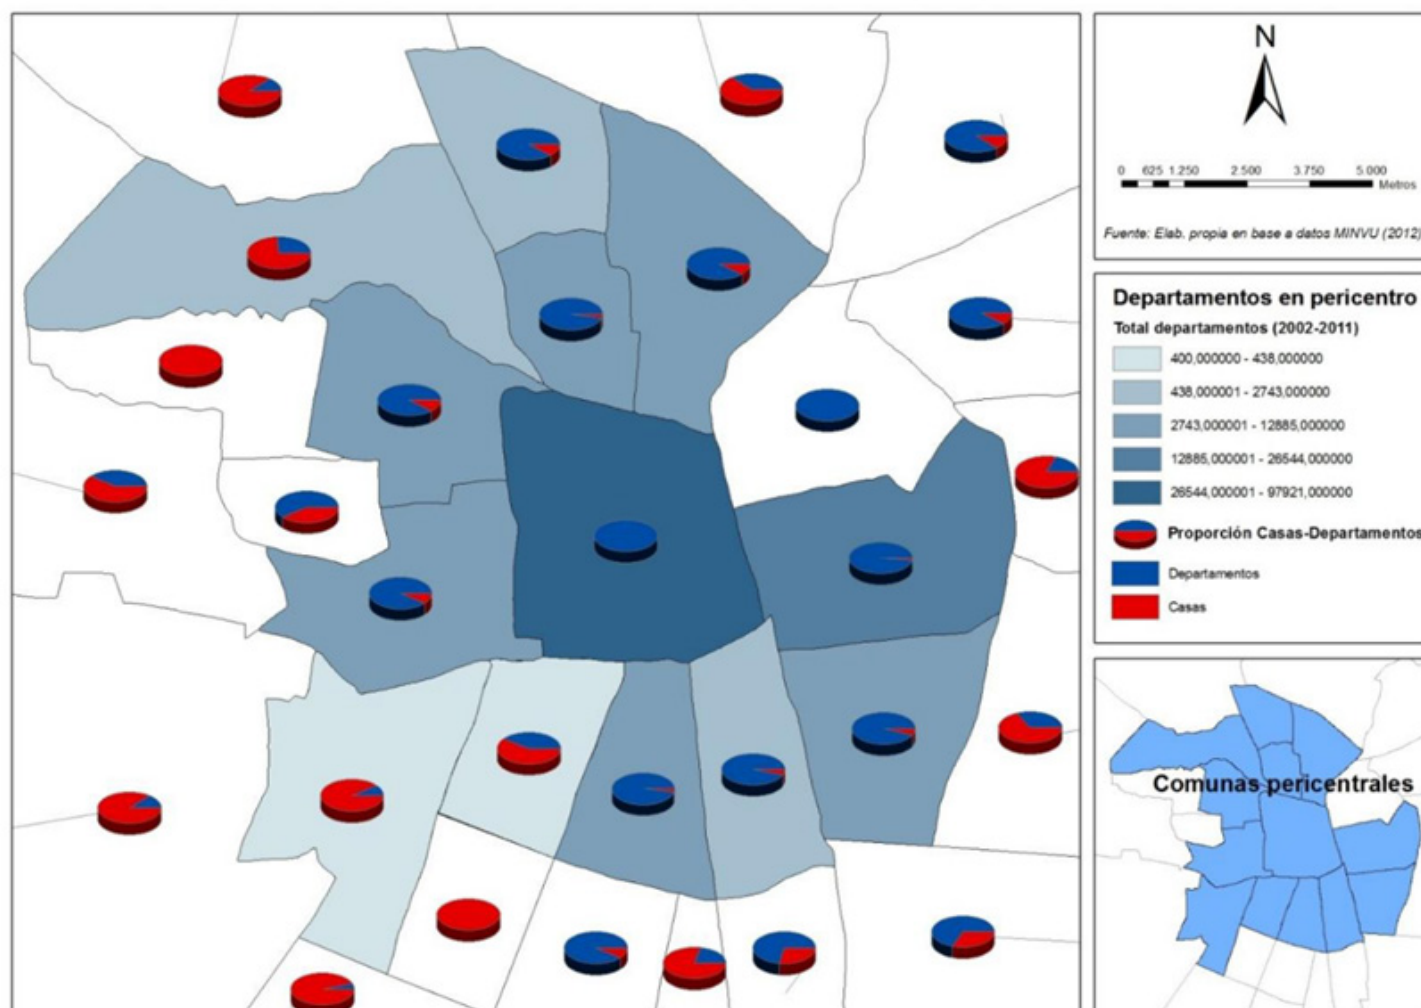 N
0 625 1.250 2.500 3.750 5.000
Metros
Fuente: Elab. propia en base a datos MINVU (2012)
Departamentos en pericentro
Total departamentos (2002-2011)
400,000000 - 438,000000
438,000001 - 2743,000000
2743,000001 - 12885,000000
12885,000001 - 26544,000000
26544,000001 - 97921,000000
Proporción Casas-Departamentos
Departamentos
Casas
Comunas pericentrales